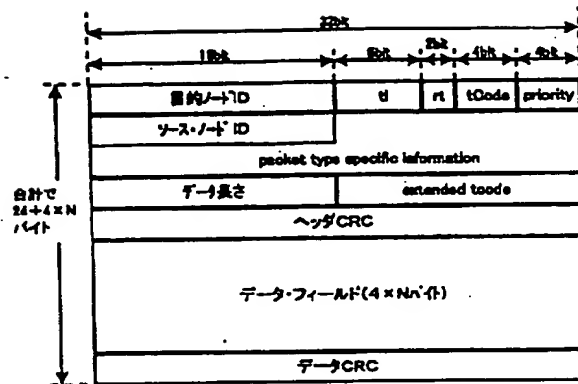 32bit
16bit 6bit 2bit 4bit 4bit
目的ノードID tl rt tCode priority
ソース・ノードID
packet type specific information
データ長さ extended tcode
合計で
24+4×N
バイト
ヘッダCRC
データ・フィールド(4×Nバイト)
データCRC